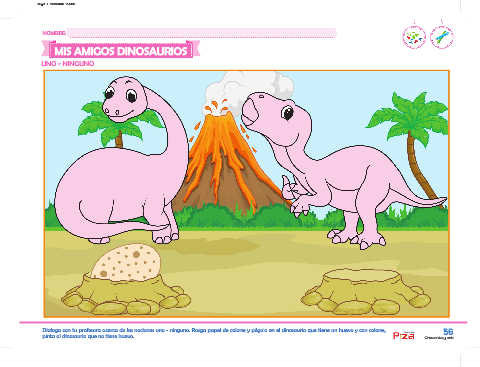 NOMBRE:
MIS AMIGOS DINOSAURIOS
UNO - NINGUNO
Dialoga con tu profesora acerca de las nociones uno - ninguno. Rasga papel de colores y pégalo en el dinosaurio que tiene un huevo y con colores,
pinta el dinosaurio que no tiene huevo.
56